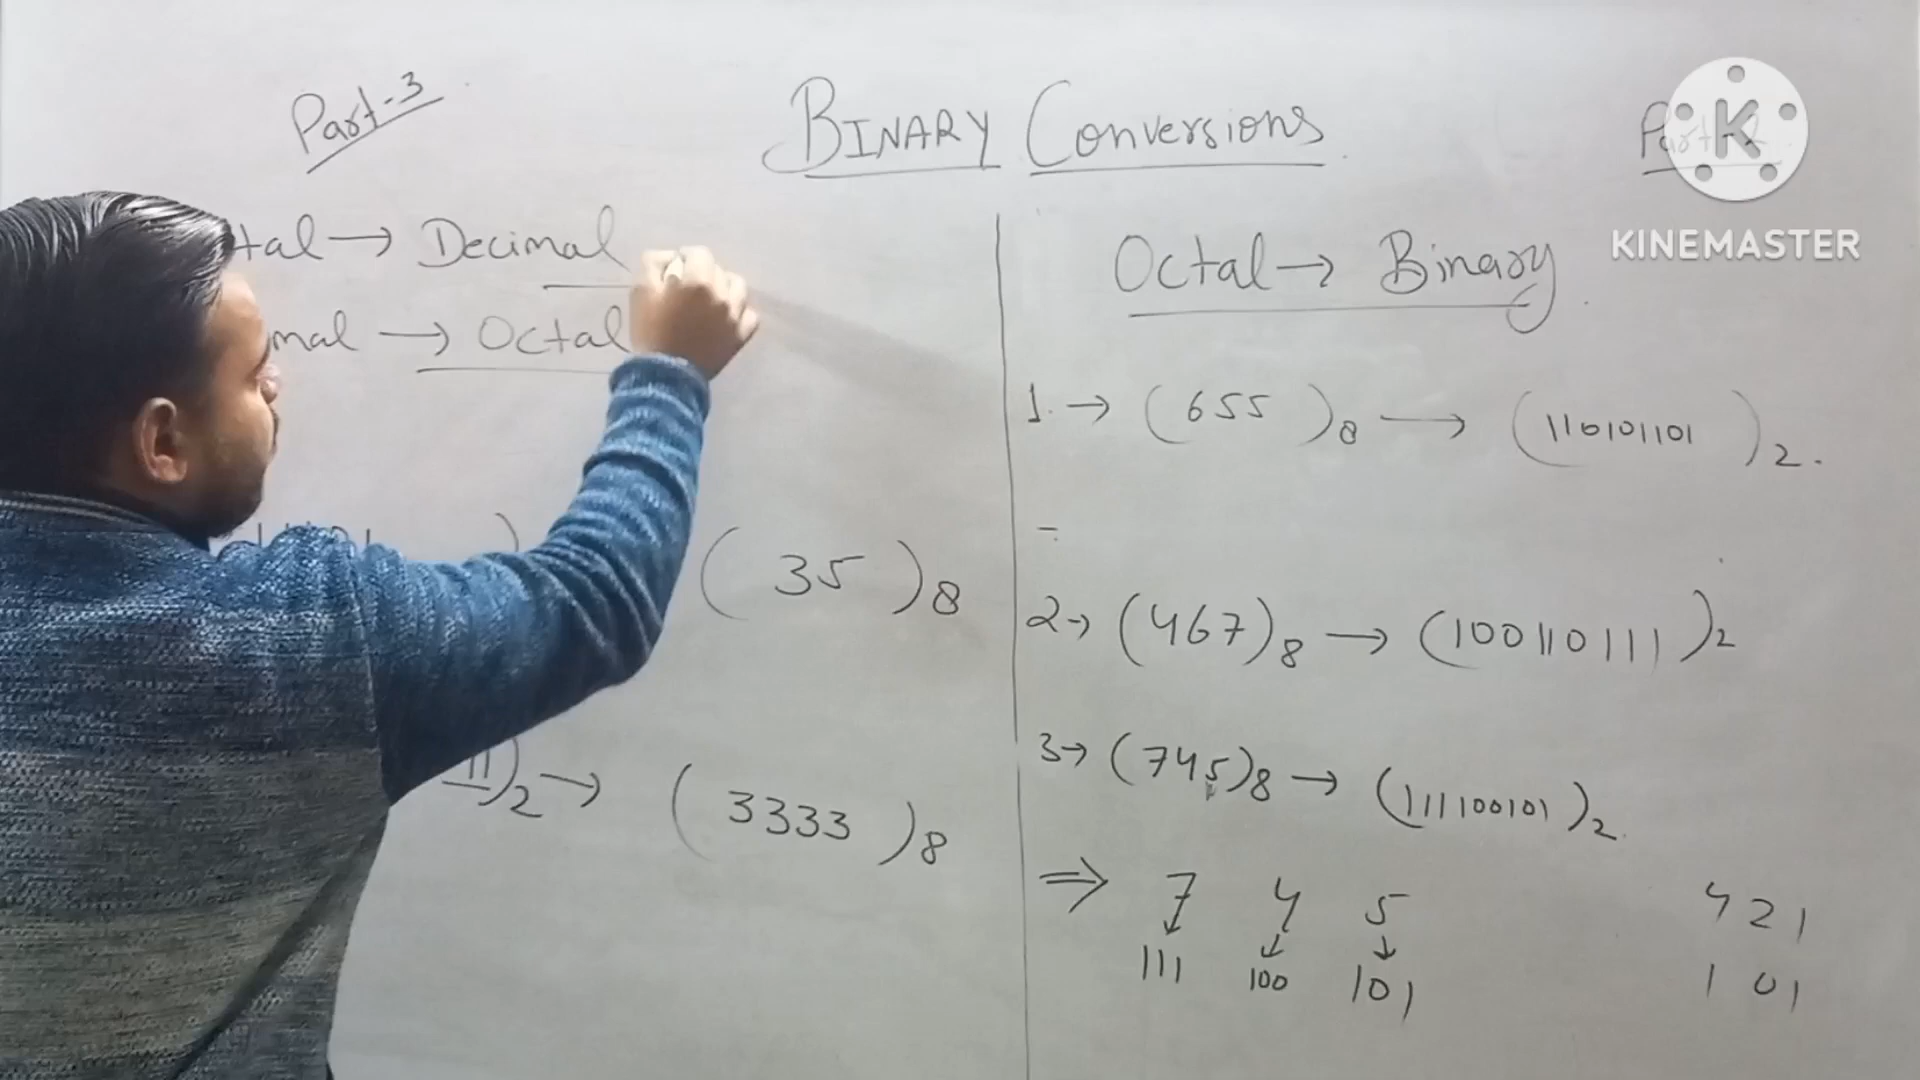 Part-3
BINARY Conversions
KINEMASTER
tal → Decimal
mal → Octal
(35)8
11)2 → (3333)8
Octal → Binary
1. → (655)8 → (110101101)2.
2 → (467)8 → (100110111)2
3 → (745)8 → (111100101)2.
⇒ 7 4 5
↓ ↓ ↓
111 100 101
4 2 1
1 0 1